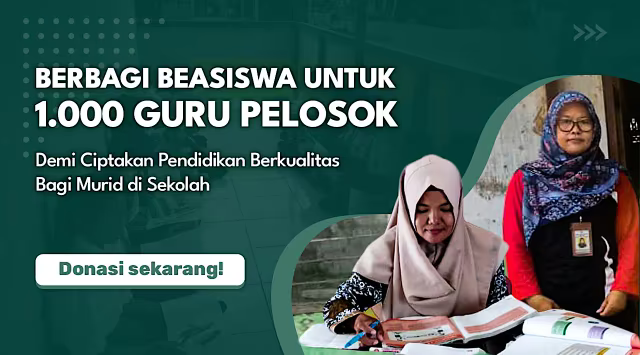 BERBAGI BEASISWA UNTUK
1.000 GURU PELOSOK
Demi Ciptakan Pendidikan Berkualitas
Bagi Murid di Sekolah
Donasi sekarang!